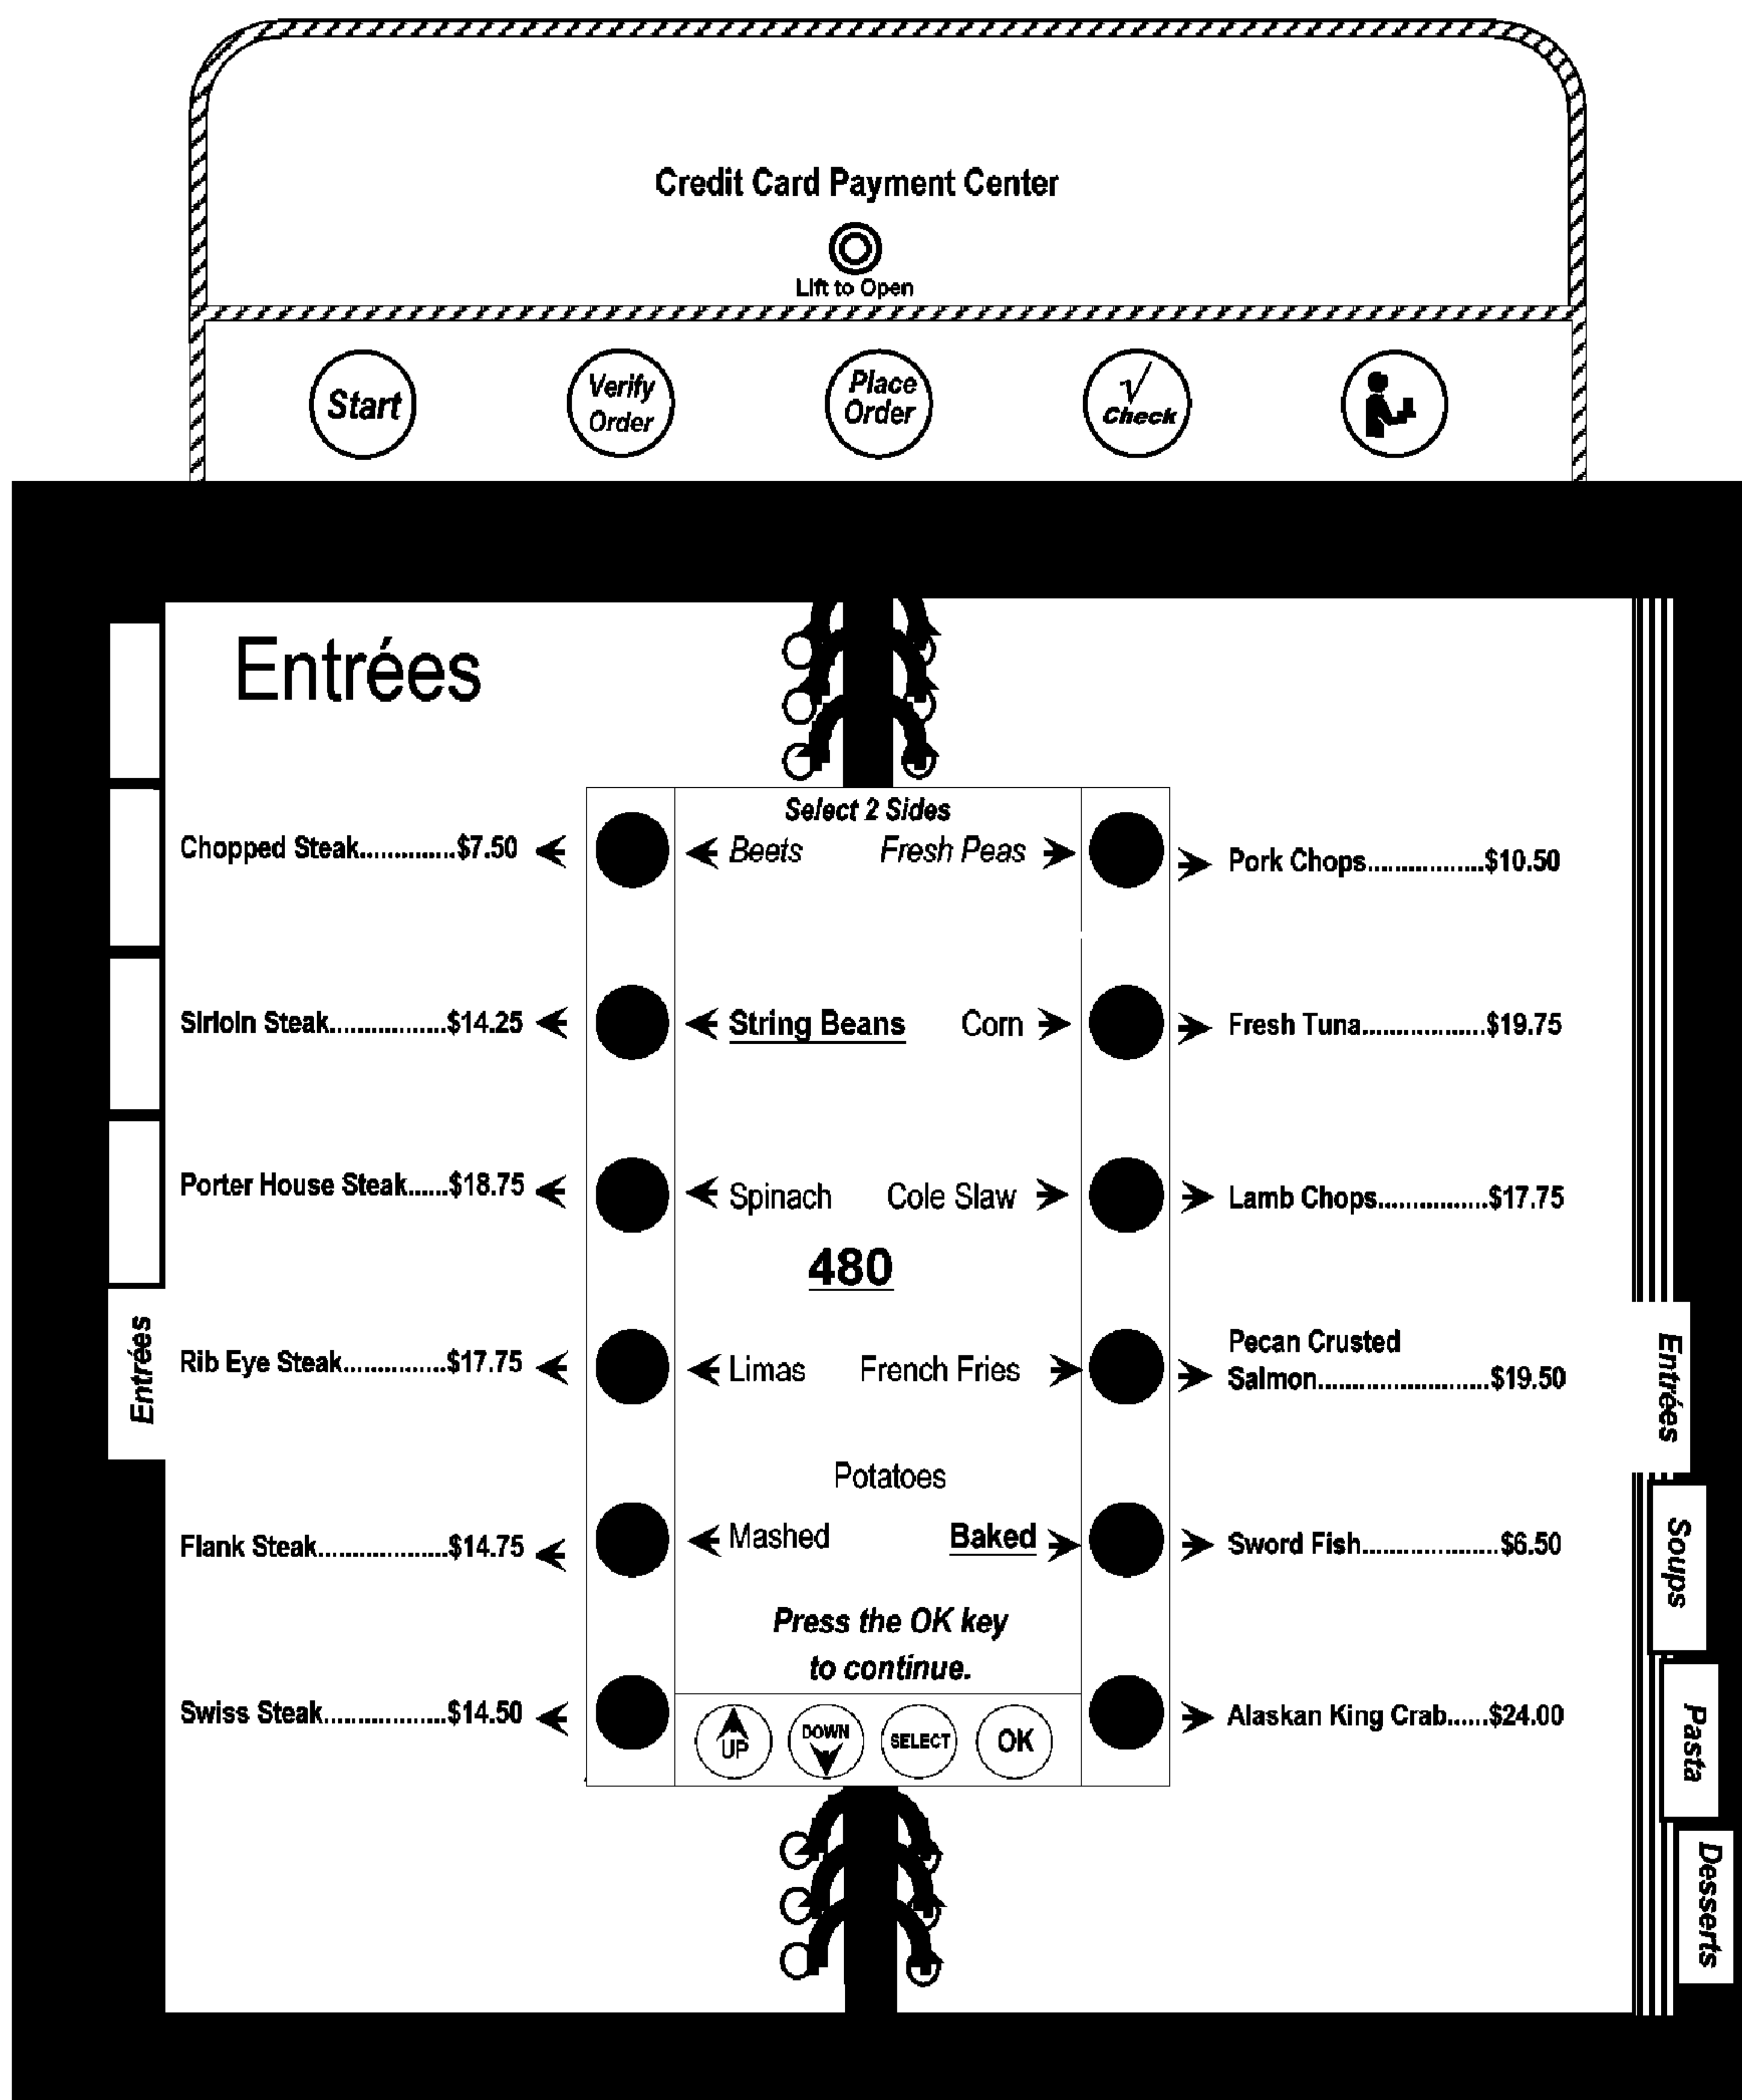 Credit Card Payment Center
Lift to Open
Start
Verify
Order
Place
Order
√
Check
Entrées
Select 2 Sides
Chopped Steak..............$7.50
Beets
Fresh Peas
Pork Chops.................$10.50
Sirloin Steak.................$14.25
String Beans
Corn
Fresh Tuna..................$19.75
Porter House Steak......$18.75
Spinach
Cole Slaw
Lamb Chops................$17.75
480
Rib Eye Steak...............$17.75
Limas
French Fries
Pecan Crusted
Salmon.........................$19.50
Potatoes
Flank Steak...................$14.75
Mashed
Baked
Sword Fish....................$6.50
Press the OK key
to continue.
Swiss Steak..................$14.50
UP
DOWN
SELECT
OK
Alaskan King Crab......$24.00
Entrées
Entrées
Soups
Pasta
Desserts